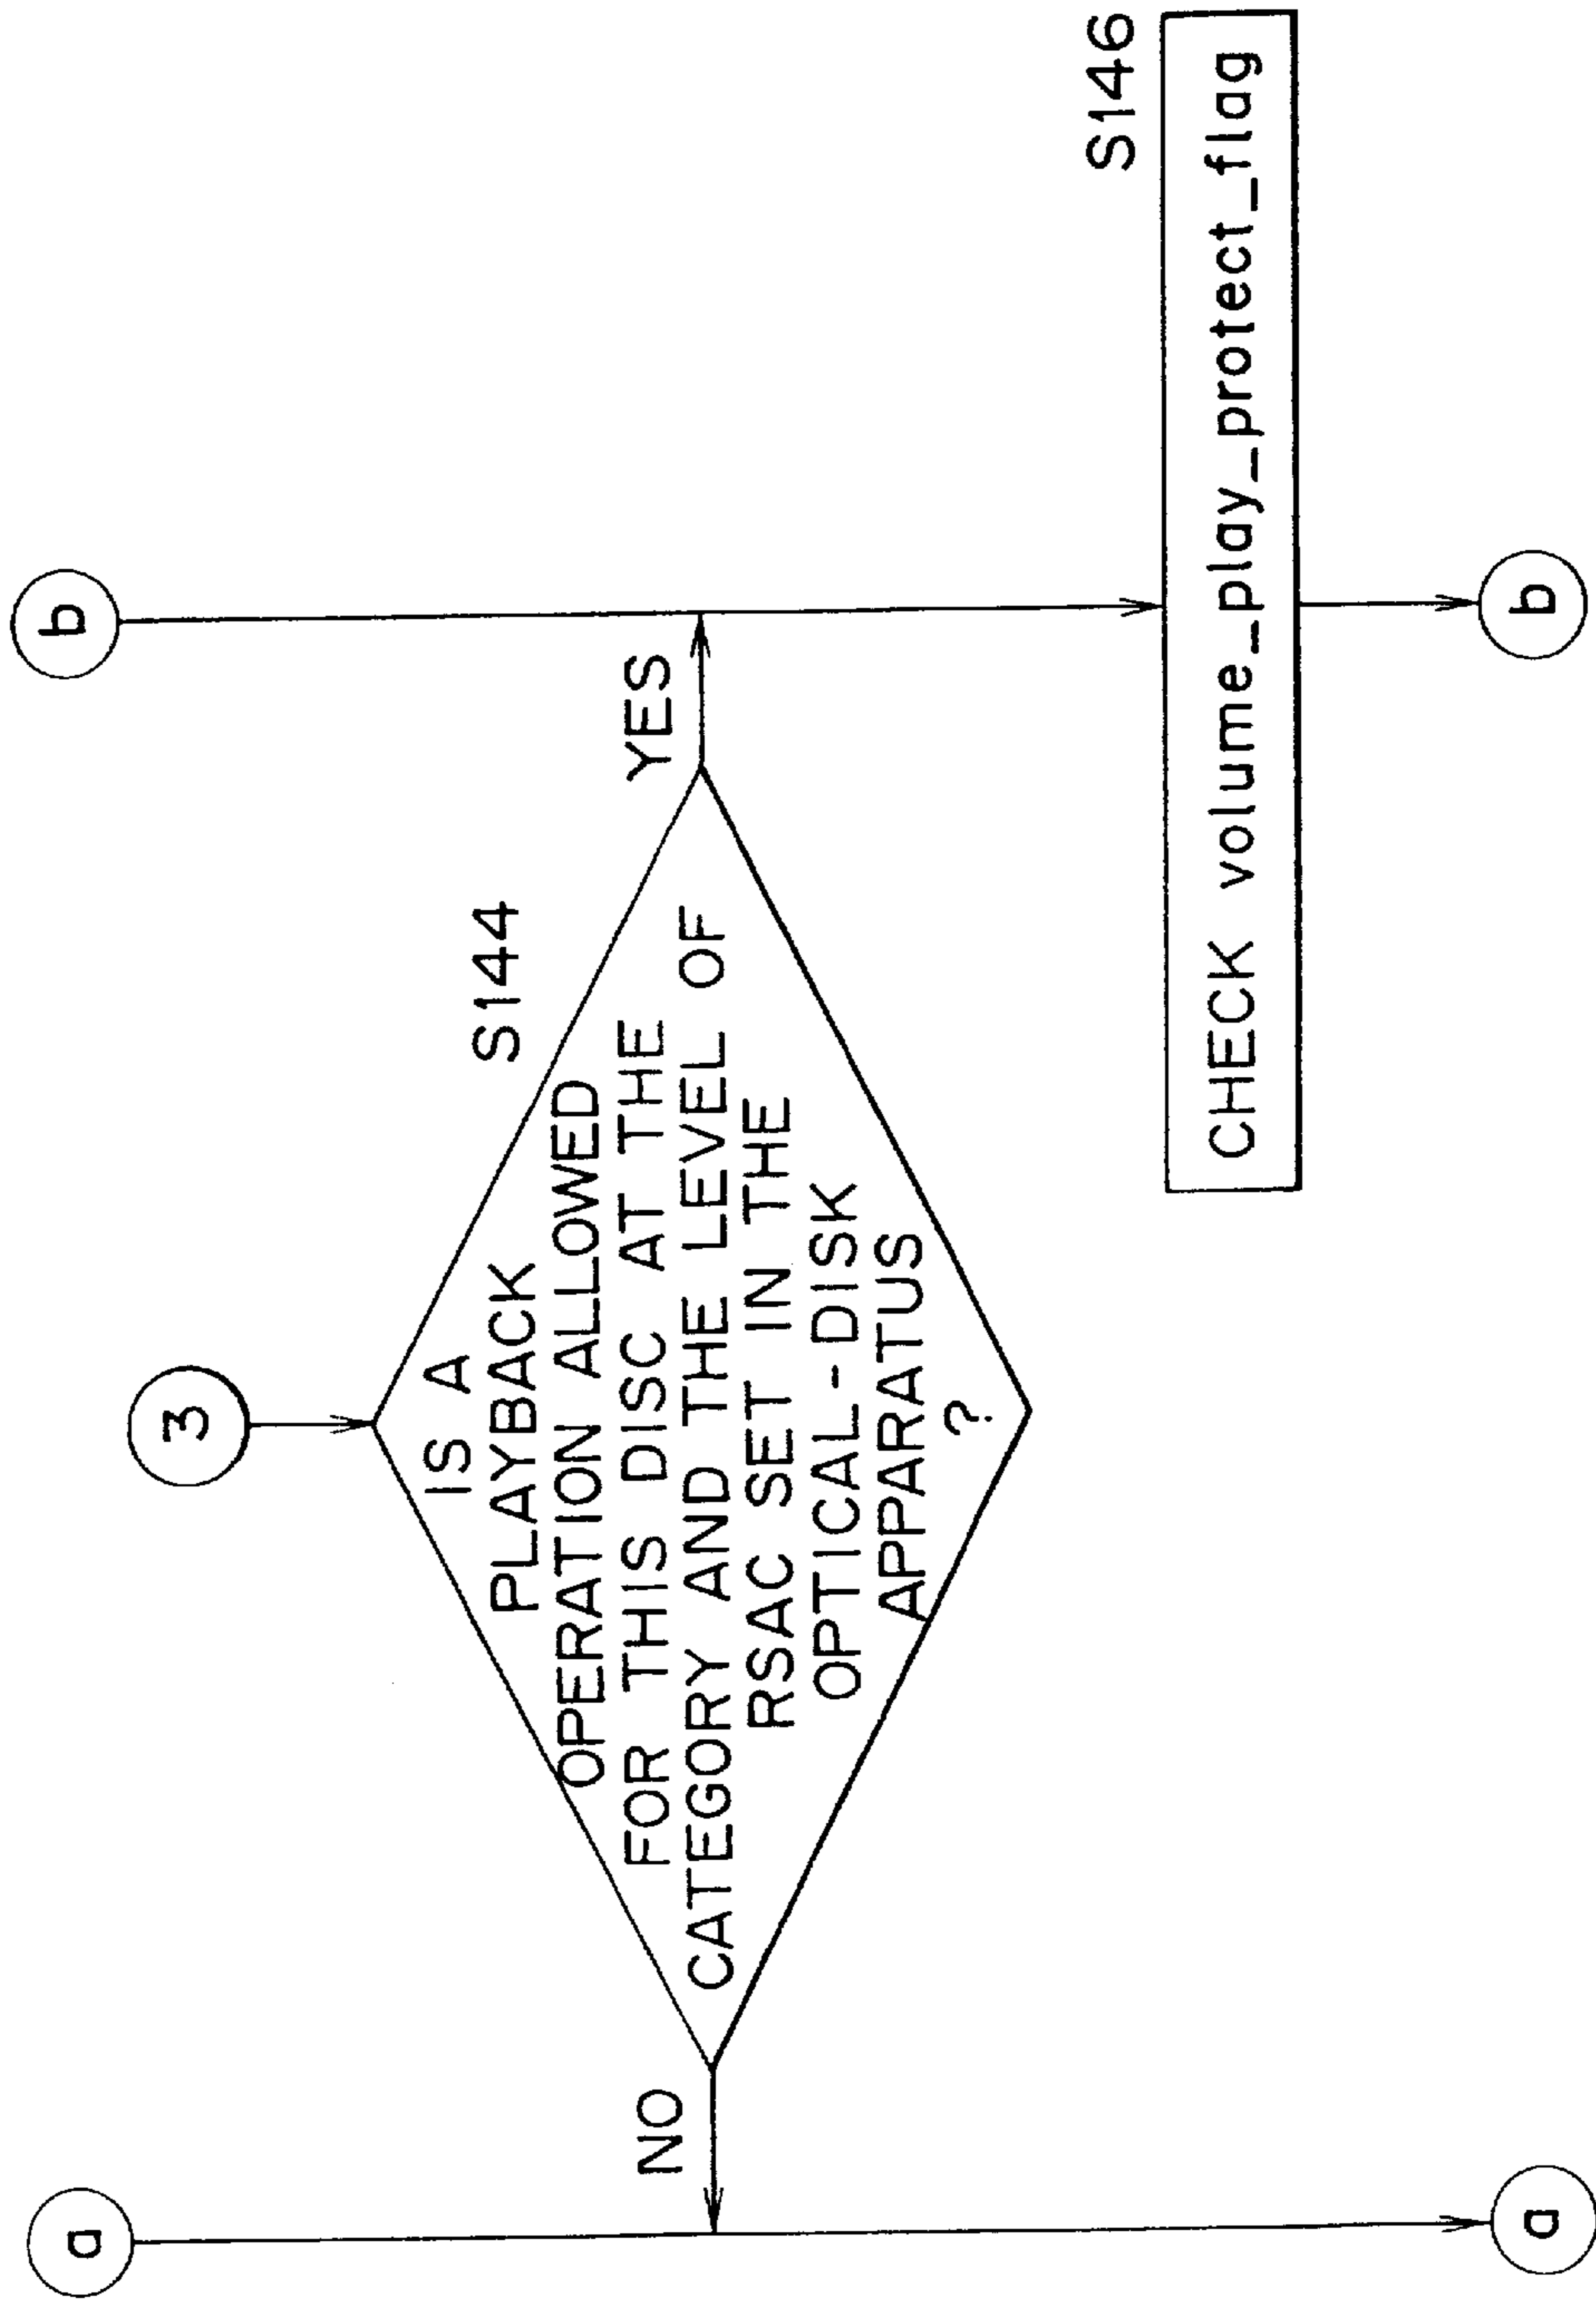 a
3
b
S144
IS A
PLAYBACK
OPERATION ALLOWED
FOR THIS DISC AT THE
CATEGORY AND THE LEVEL OF
RSAC SET IN THE
OPTICAL-DISK
APPARATUS
?
NO
YES
S146
CHECK volume_play_protect_flag
a
b